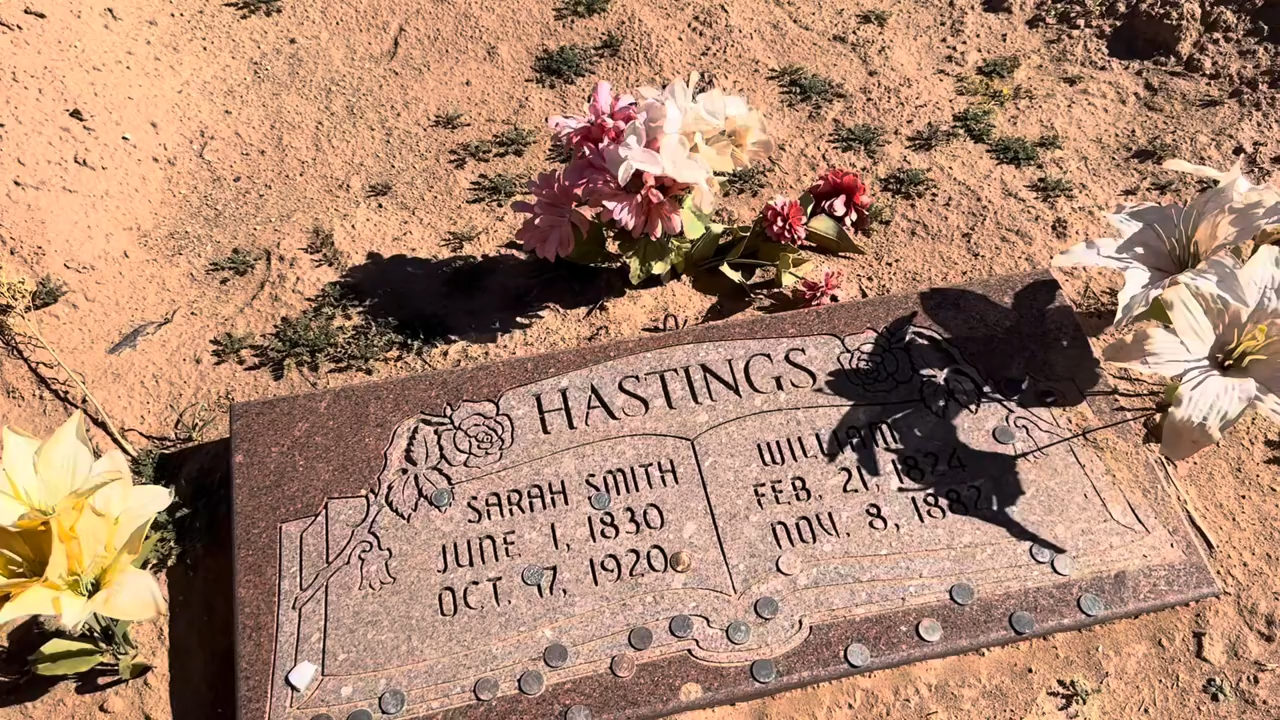 HASTINGS
SARAH SMITH
JUNE 1, 1830
OCT. 17, 1920
WILLIAM
FEB. 21, 1824
NOV. 8, 1882